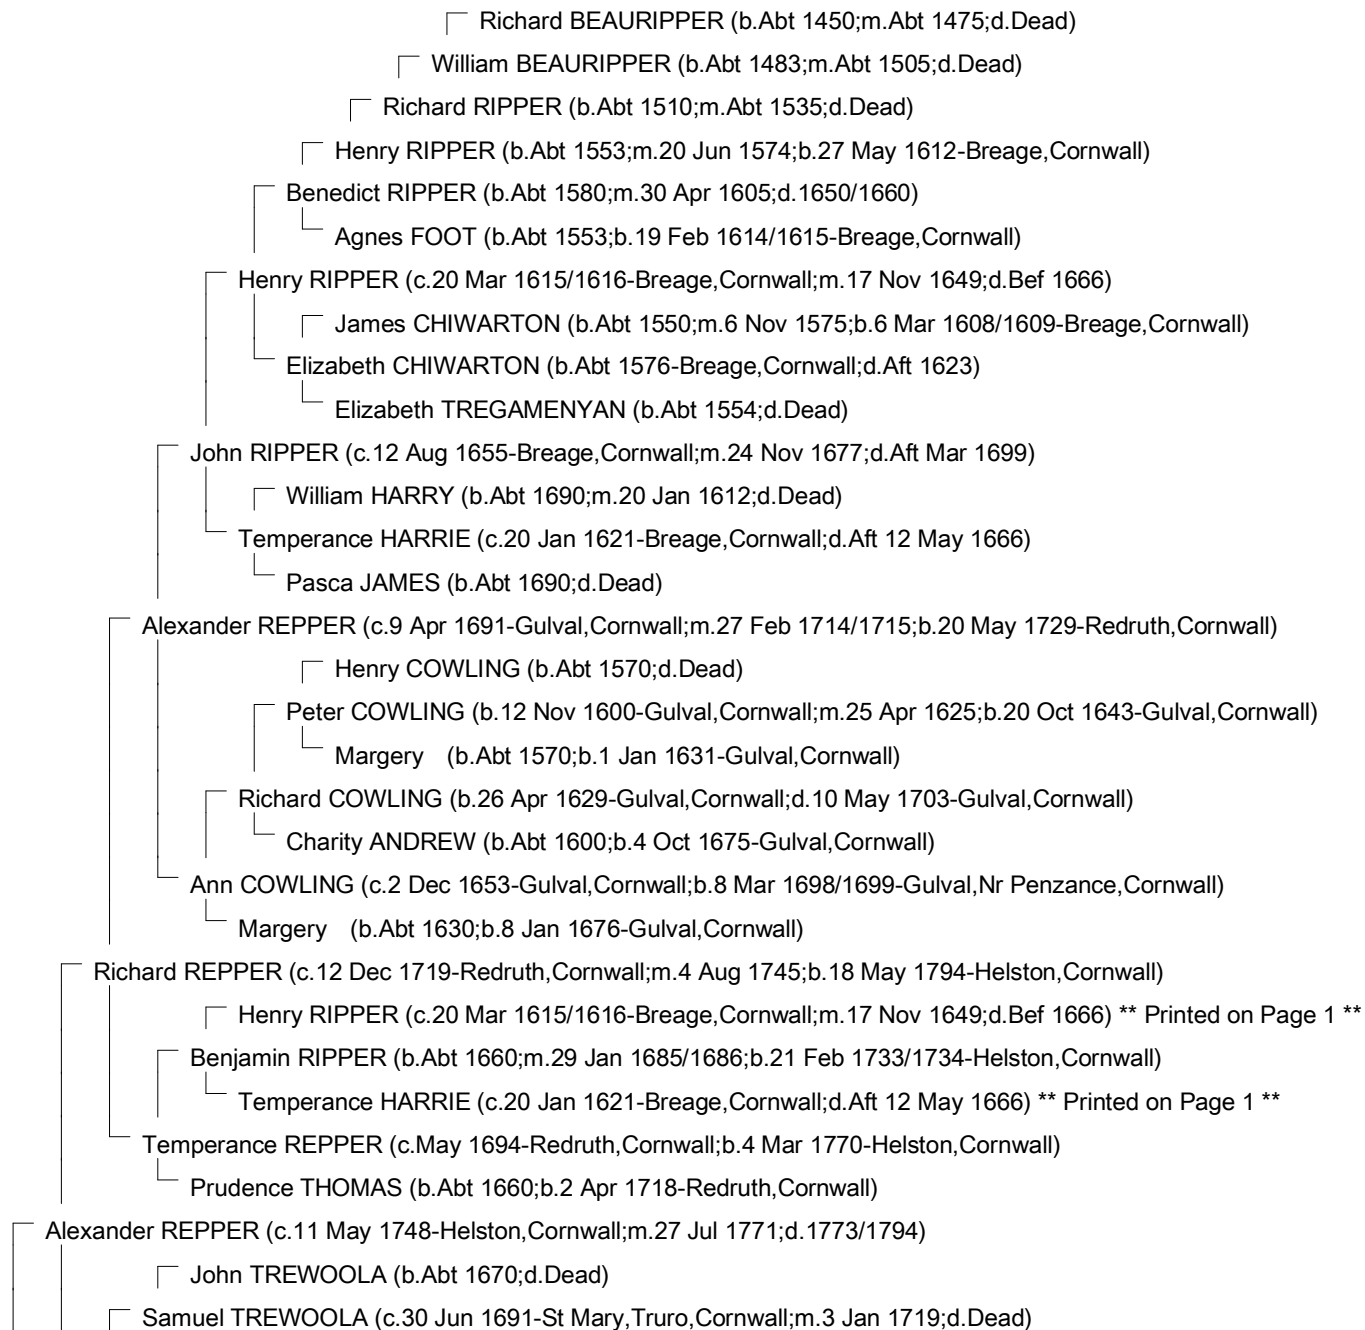 Richard BEAURIPPER (b.Abt 1450;m.Abt 1475;d.Dead)
William BEAURIPPER (b.Abt 1483;m.Abt 1505;d.Dead)
Richard RIPPER (b.Abt 1510;m.Abt 1535;d.Dead)
Henry RIPPER (b.Abt 1553;m.20 Jun 1574;b.27 May 1612-Breage,Cornwall)
Benedict RIPPER (b.Abt 1580;m.30 Apr 1605;d.1650/1660)
Agnes FOOT (b.Abt 1553;b.19 Feb 1614/1615-Breage,Cornwall)
Henry RIPPER (c.20 Mar 1615/1616-Breage,Cornwall;m.17 Nov 1649;d.Bef 1666)
James CHIWARTON (b.Abt 1550;m.6 Nov 1575;b.6 Mar 1608/1609-Breage,Cornwall)
Elizabeth CHIWARTON (b.Abt 1576-Breage,Cornwall;d.Aft 1623)
Elizabeth TREGAMENYAN (b.Abt 1554;d.Dead)
John RIPPER (c.12 Aug 1655-Breage,Cornwall;m.24 Nov 1677;d.Aft Mar 1699)
William HARRY (b.Abt 1690;m.20 Jan 1612;d.Dead)
Temperance HARRIE (c.20 Jan 1621-Breage,Cornwall;d.Aft 12 May 1666)
Pasca JAMES (b.Abt 1690;d.Dead)
Alexander REPPER (c.9 Apr 1691-Gulval,Cornwall;m.27 Feb 1714/1715;b.20 May 1729-Redruth,Cornwall)
Henry COWLING (b.Abt 1570;d.Dead)
Peter COWLING (b.12 Nov 1600-Gulval,Cornwall;m.25 Apr 1625;b.20 Oct 1643-Gulval,Cornwall)
Margery (b.Abt 1570;b.1 Jan 1631-Gulval,Cornwall)
Richard COWLING (b.26 Apr 1629-Gulval,Cornwall;d.10 May 1703-Gulval,Cornwall)
Charity ANDREW (b.Abt 1600;b.4 Oct 1675-Gulval,Cornwall)
Ann COWLING (c.2 Dec 1653-Gulval,Cornwall;b.8 Mar 1698/1699-Gulval,Nr Penzance,Cornwall)
Margery (b.Abt 1630;b.8 Jan 1676-Gulval,Cornwall)
Richard REPPER (c.12 Dec 1719-Redruth,Cornwall;m.4 Aug 1745;b.18 May 1794-Helston,Cornwall)
Henry RIPPER (c.20 Mar 1615/1616-Breage,Cornwall;m.17 Nov 1649;d.Bef 1666) ** Printed on Page 1 **
Benjamin RIPPER (b.Abt 1660;m.29 Jan 1685/1686;b.21 Feb 1733/1734-Helston,Cornwall)
Temperance HARRIE (c.20 Jan 1621-Breage,Cornwall;d.Aft 12 May 1666) ** Printed on Page 1 **
Temperance REPPER (c.May 1694-Redruth,Cornwall;b.4 Mar 1770-Helston,Cornwall)
Prudence THOMAS (b.Abt 1660;b.2 Apr 1718-Redruth,Cornwall)
Alexander REPPER (c.11 May 1748-Helston,Cornwall;m.27 Jul 1771;d.1773/1794)
John TREWOOLA (b.Abt 1670;d.Dead)
Samuel TREWOOLA (c.30 Jun 1691-St Mary,Truro,Cornwall;m.3 Jan 1719;d.Dead)